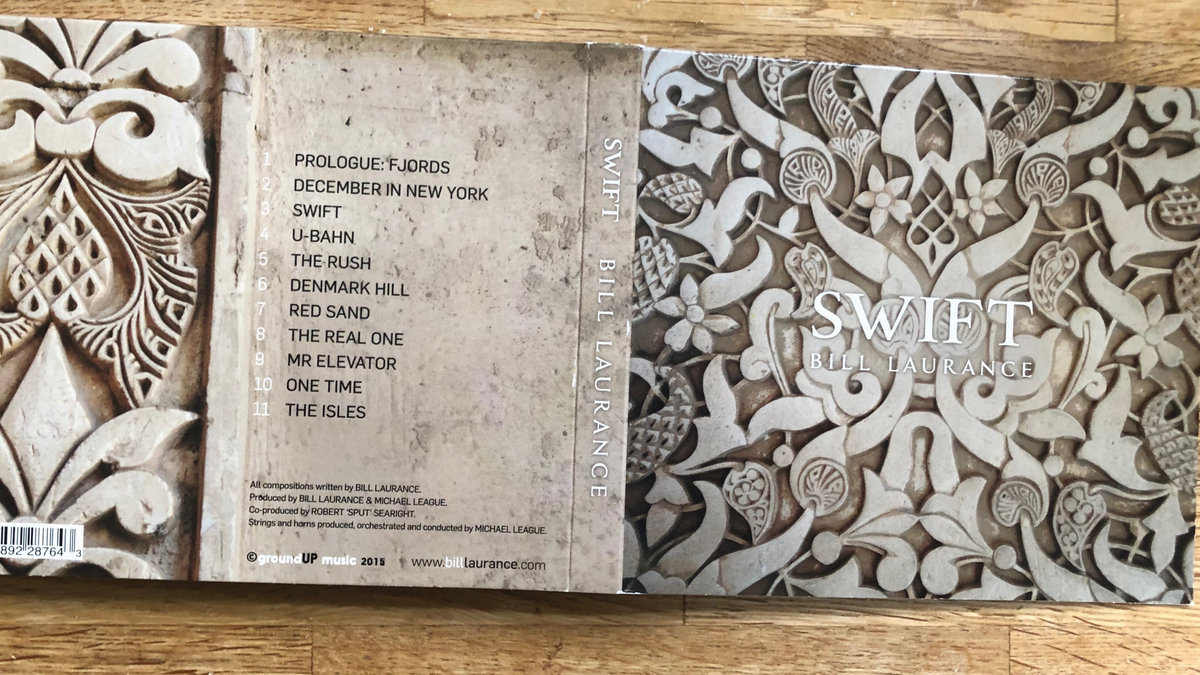 1 PROLOGUE: FJORDS
2 DECEMBER IN NEW YORK
3 SWIFT
4 U-BAHN
5 THE RUSH
6 DENMARK HILL
7 RED SAND
8 THE REAL ONE
9 MR ELEVATOR
10 ONE TIME
11 THE ISLES
All compositions written by BILL LAURANCE.
Produced by BILL LAURANCE & MICHAEL LEAGUE.
Co-produced by ROBERT 'SPUT' SEARIGHT.
Strings and horns produced, orchestrated and conducted by MICHAEL LEAGUE.
©groundUP music 2015
www.billlaurance.com
892 28764 3
SWIFT BILL LAURANCE
SWIFT
BILL LAURANCE